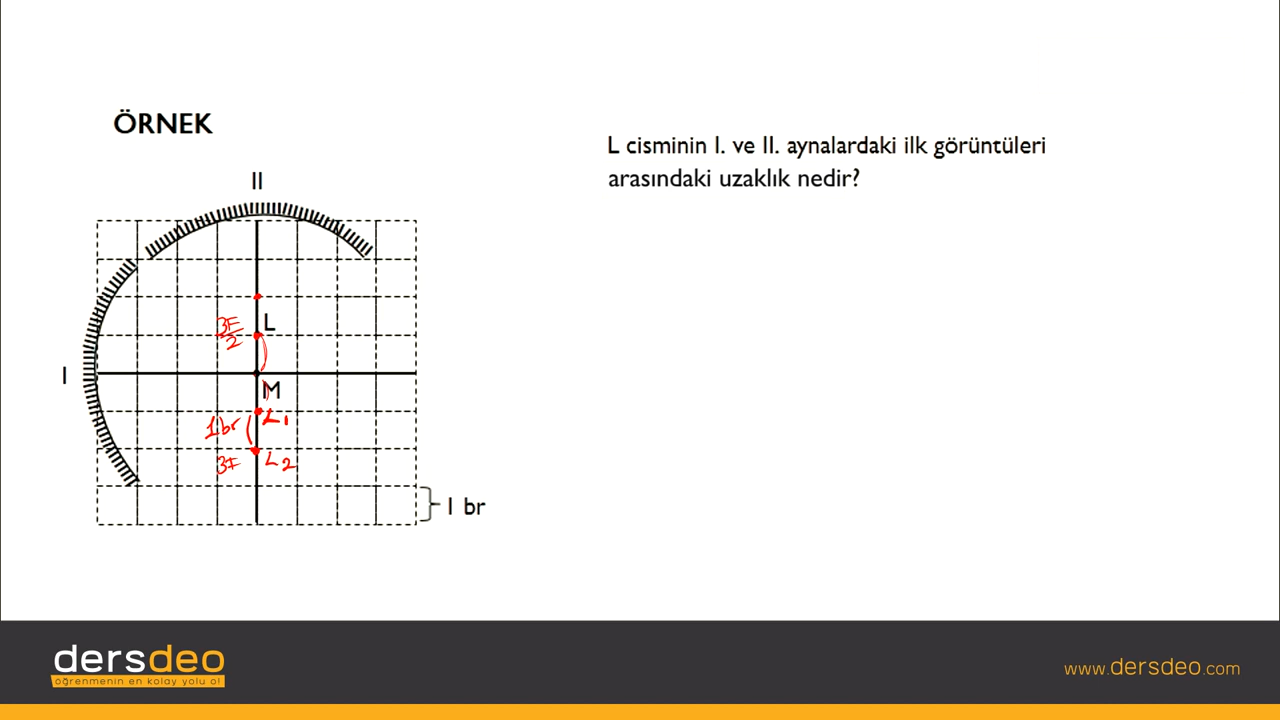 ÖRNEK
L cisminin I. ve II. aynalardaki ilk görüntüleri
arasındaki uzaklık nedir?
II
3F/2
L
I
M
L1
1br
3F
L2
1 br
dersdeo
öğrenmenin en kolay yolu o!
www.dersdeo.com